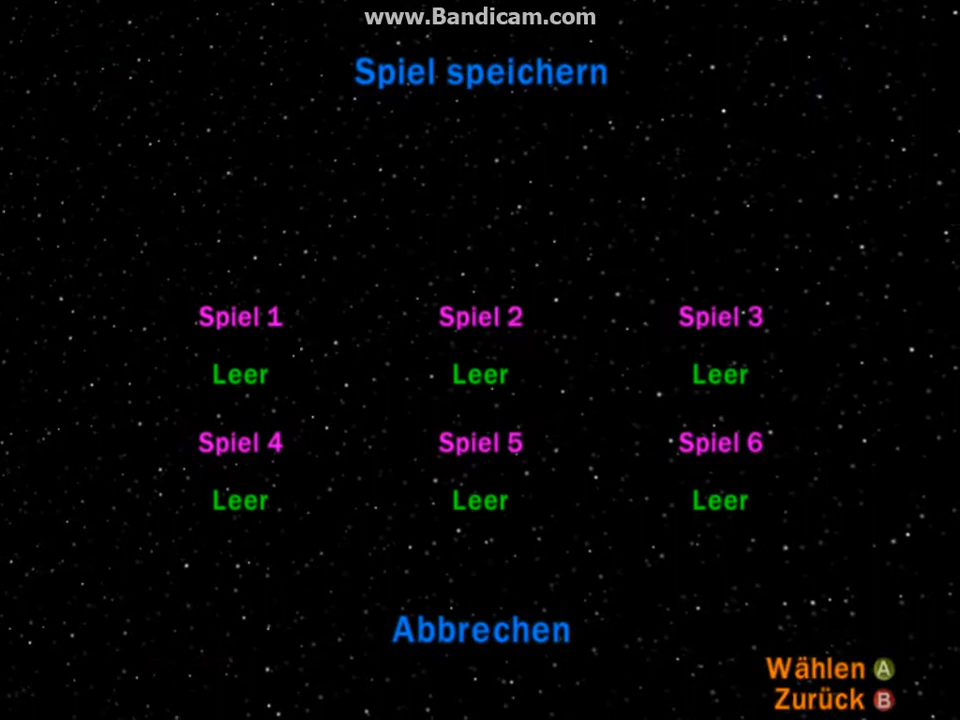 www.Bandicam.com
Spiel speichern
Spiel 1 Spiel 2 Spiel 3
Leer Leer Leer
Spiel 4 Spiel 5 Spiel 6
Leer Leer Leer
Abbrechen
Wählen A
Zurück B